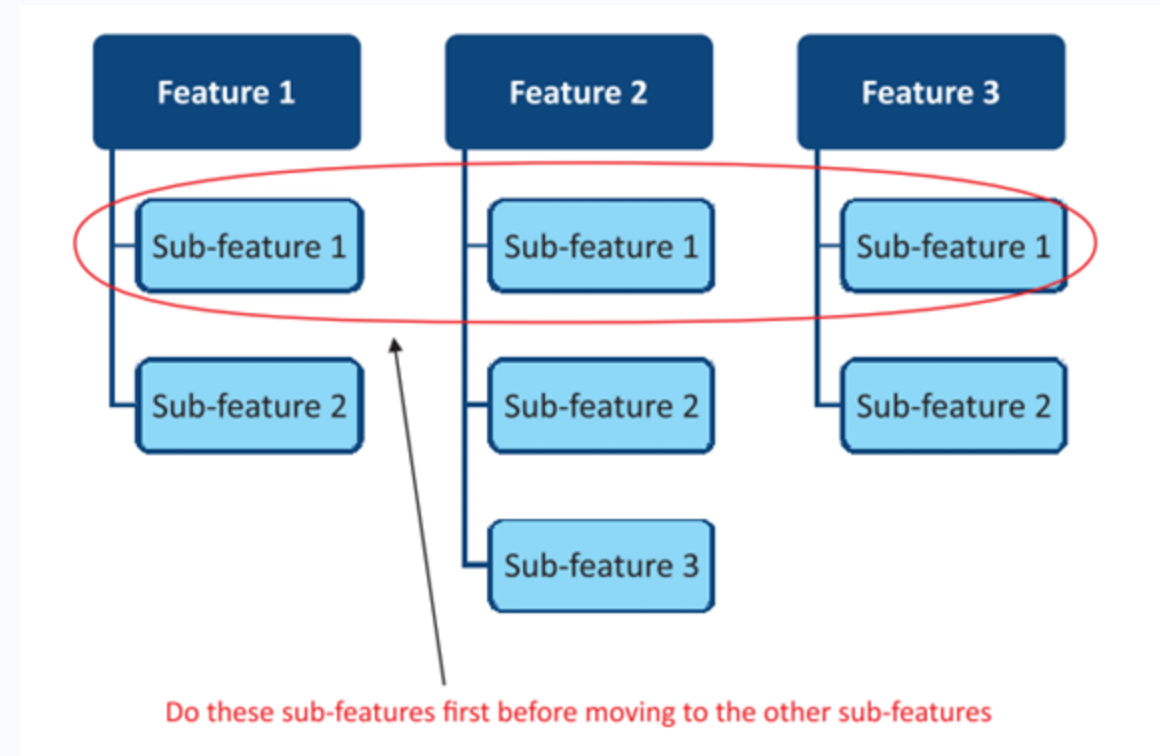 Feature 1
Feature 2
Feature 3
Sub-feature 1
Sub-feature 1
Sub-feature 1
Sub-feature 2
Sub-feature 2
Sub-feature 2
Sub-feature 3
Do these sub-features first before moving to the other sub-features